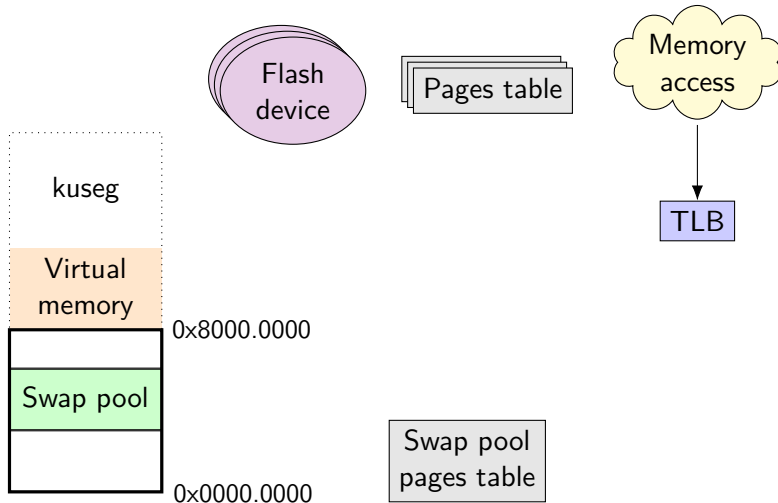 Flash
device
Pages table
Memory
access
kuseg
TLB
Virtual
memory
0x8000.0000
Swap pool
Swap pool
pages table
0x0000.0000